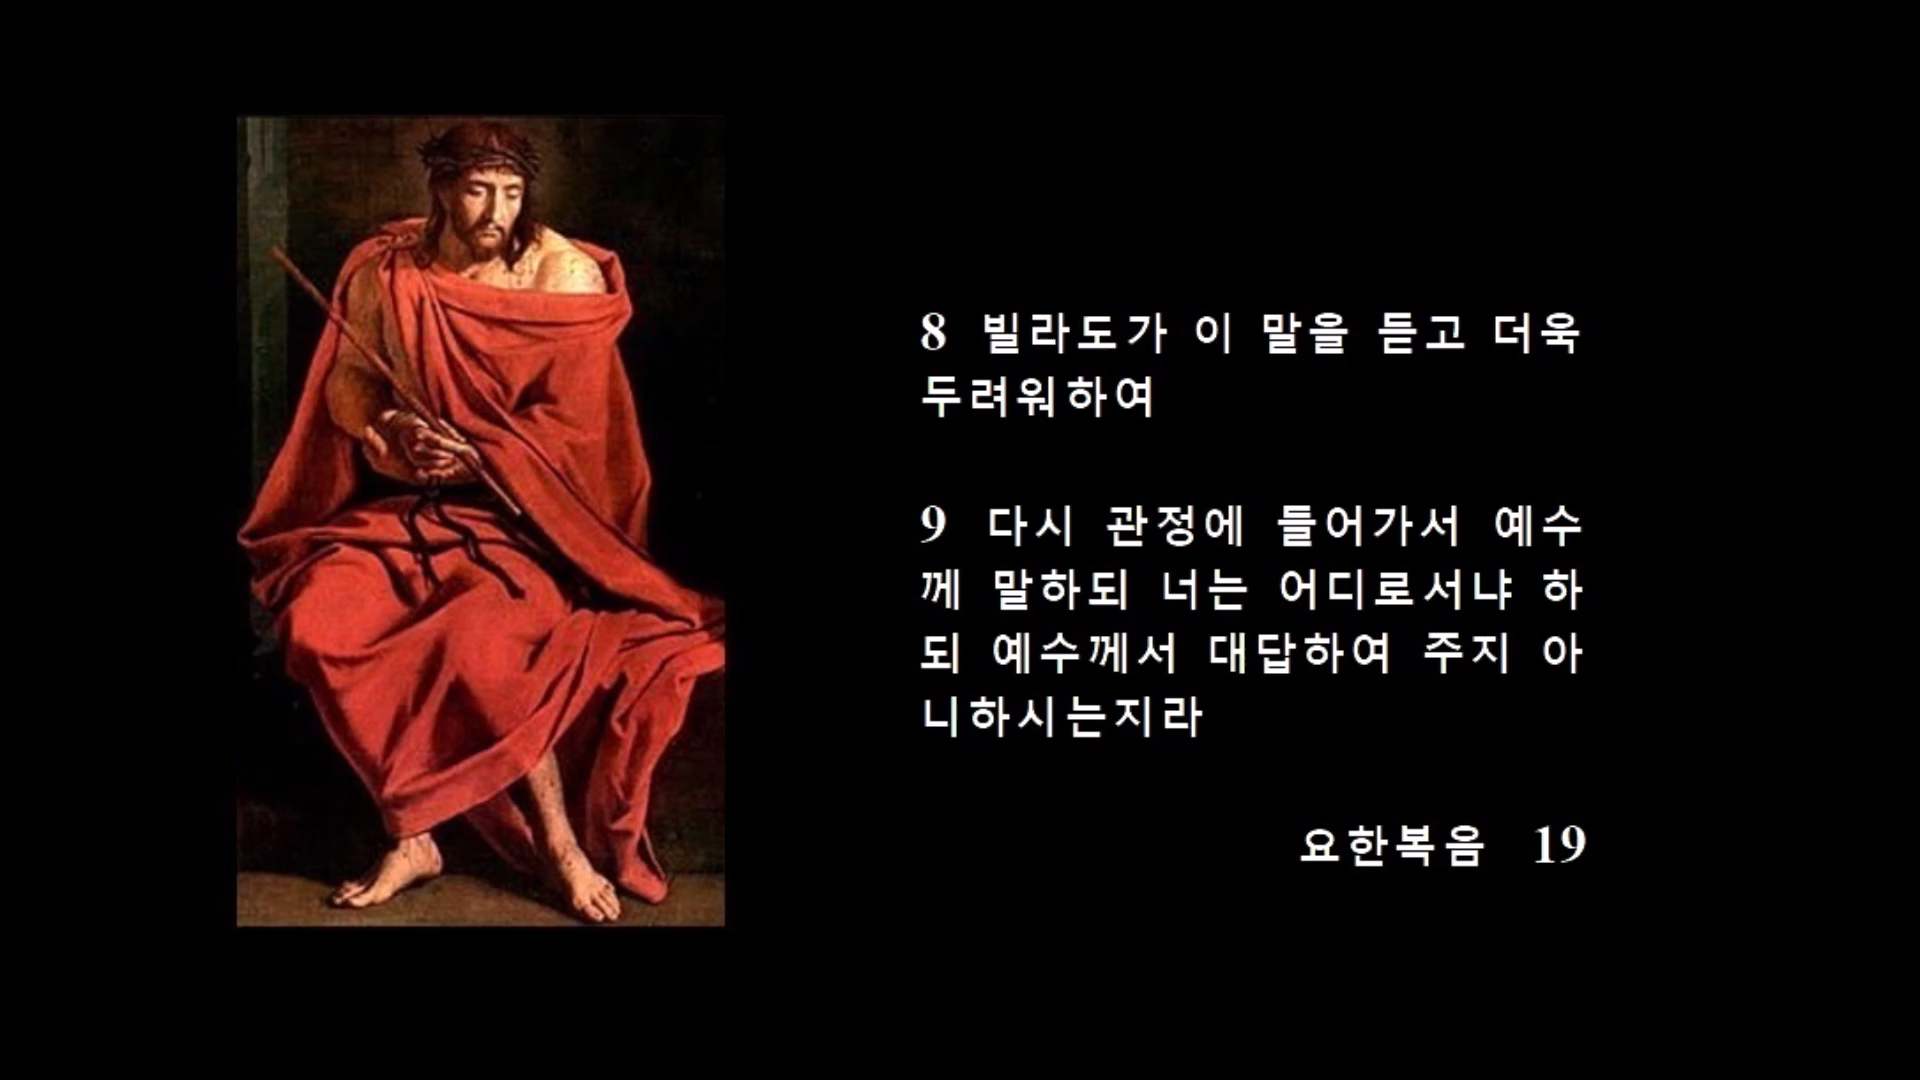 8 빌라도가 이 말을 듣고 더욱
두려워하여
9 다시 관정에 들어가서 예수
께 말하되 너는 어디로서냐 하
되 예수께서 대답하여 주지 아
니하시는지라
요한복음 19